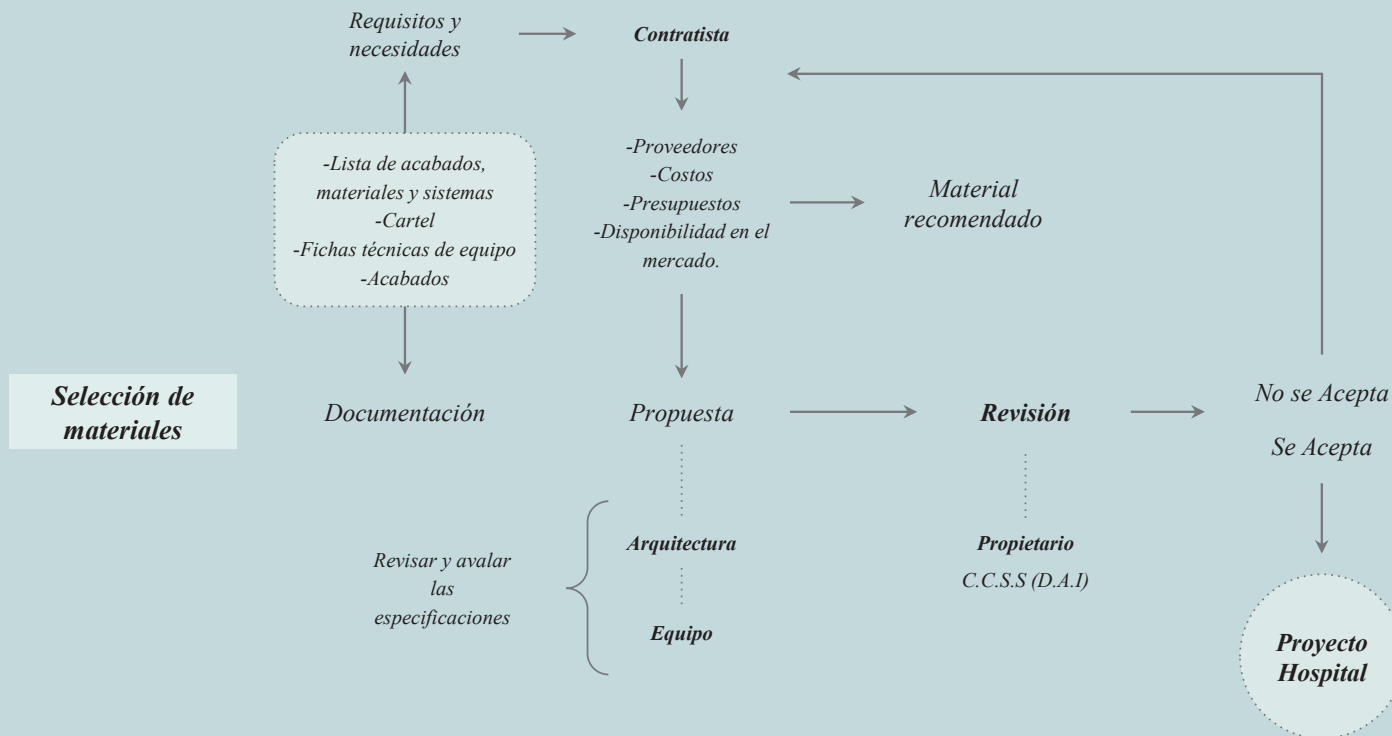 Requisitos y
necesidades
Contratista
-Lista de acabados,
materiales y sistemas
-Cartel
-Fichas técnicas de equipo
-Acabados
-Proveedores
-Costos
-Presupuestos
-Disponibilidad en el
mercado.
Material
recomendado
Selección de
materiales
Documentación
Propuesta
Revisión
No se Acepta
Se Acepta
Revisar y avalar
las
especificaciones
Arquitectura
Equipo
Propietario
C.C.S.S (D.A.I)
Proyecto
Hospital